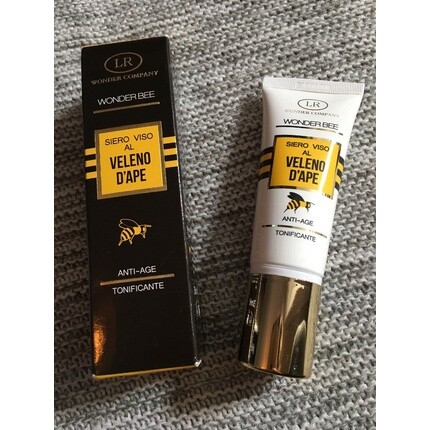 LR
WONDER COMPANY
WONDER BEE
SIERO VISO
AL
VELENO
D'APE
ANTI-AGE
TONIFICANTE
LR
WONDER COMPANY
WONDER BEE
SIERO VISO
AL
VELENO
D'APE
ANTI-AGE
TONIFICANTE